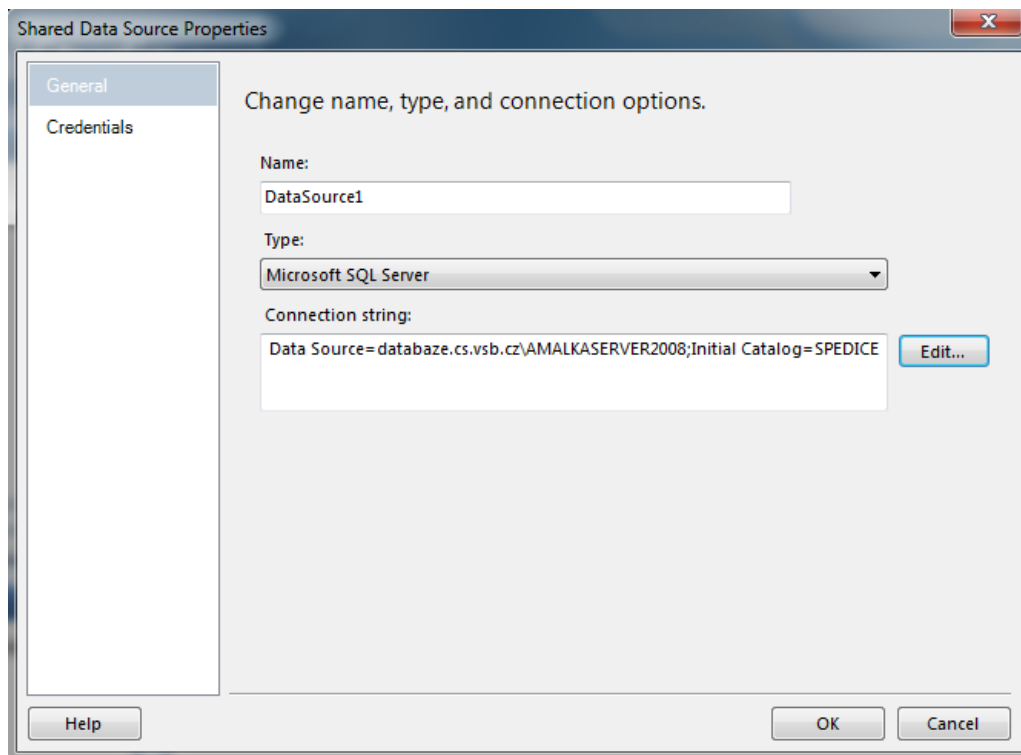 Shared Data Source Properties
x
General
Credentials
Change name, type, and connection options.
Name:
DataSource1
Type:
Microsoft SQL Server
Connection string:
Data Source=databaze.cs.vsb.cz\AMALKASERVER2008;Initial Catalog=SPEDICE
Edit...
Help
OK
Cancel